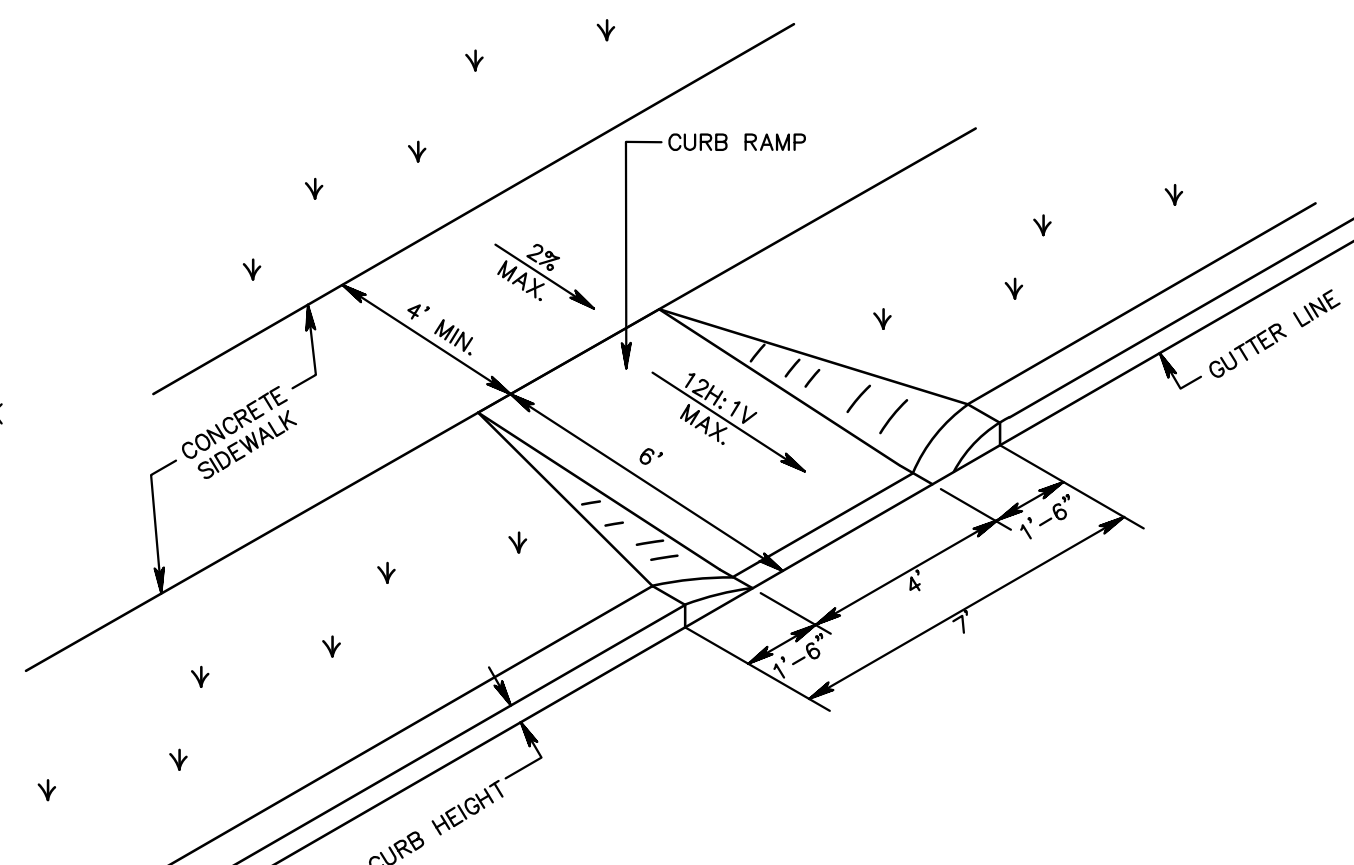 CURB RAMP
2%
MAX.
4' MIN.
12H:1V
MAX.
GUTTER LINE
CONCRETE
SIDEWALK
6'
1'-6"
4'
7'
1'-6"
CURB HEIGHT